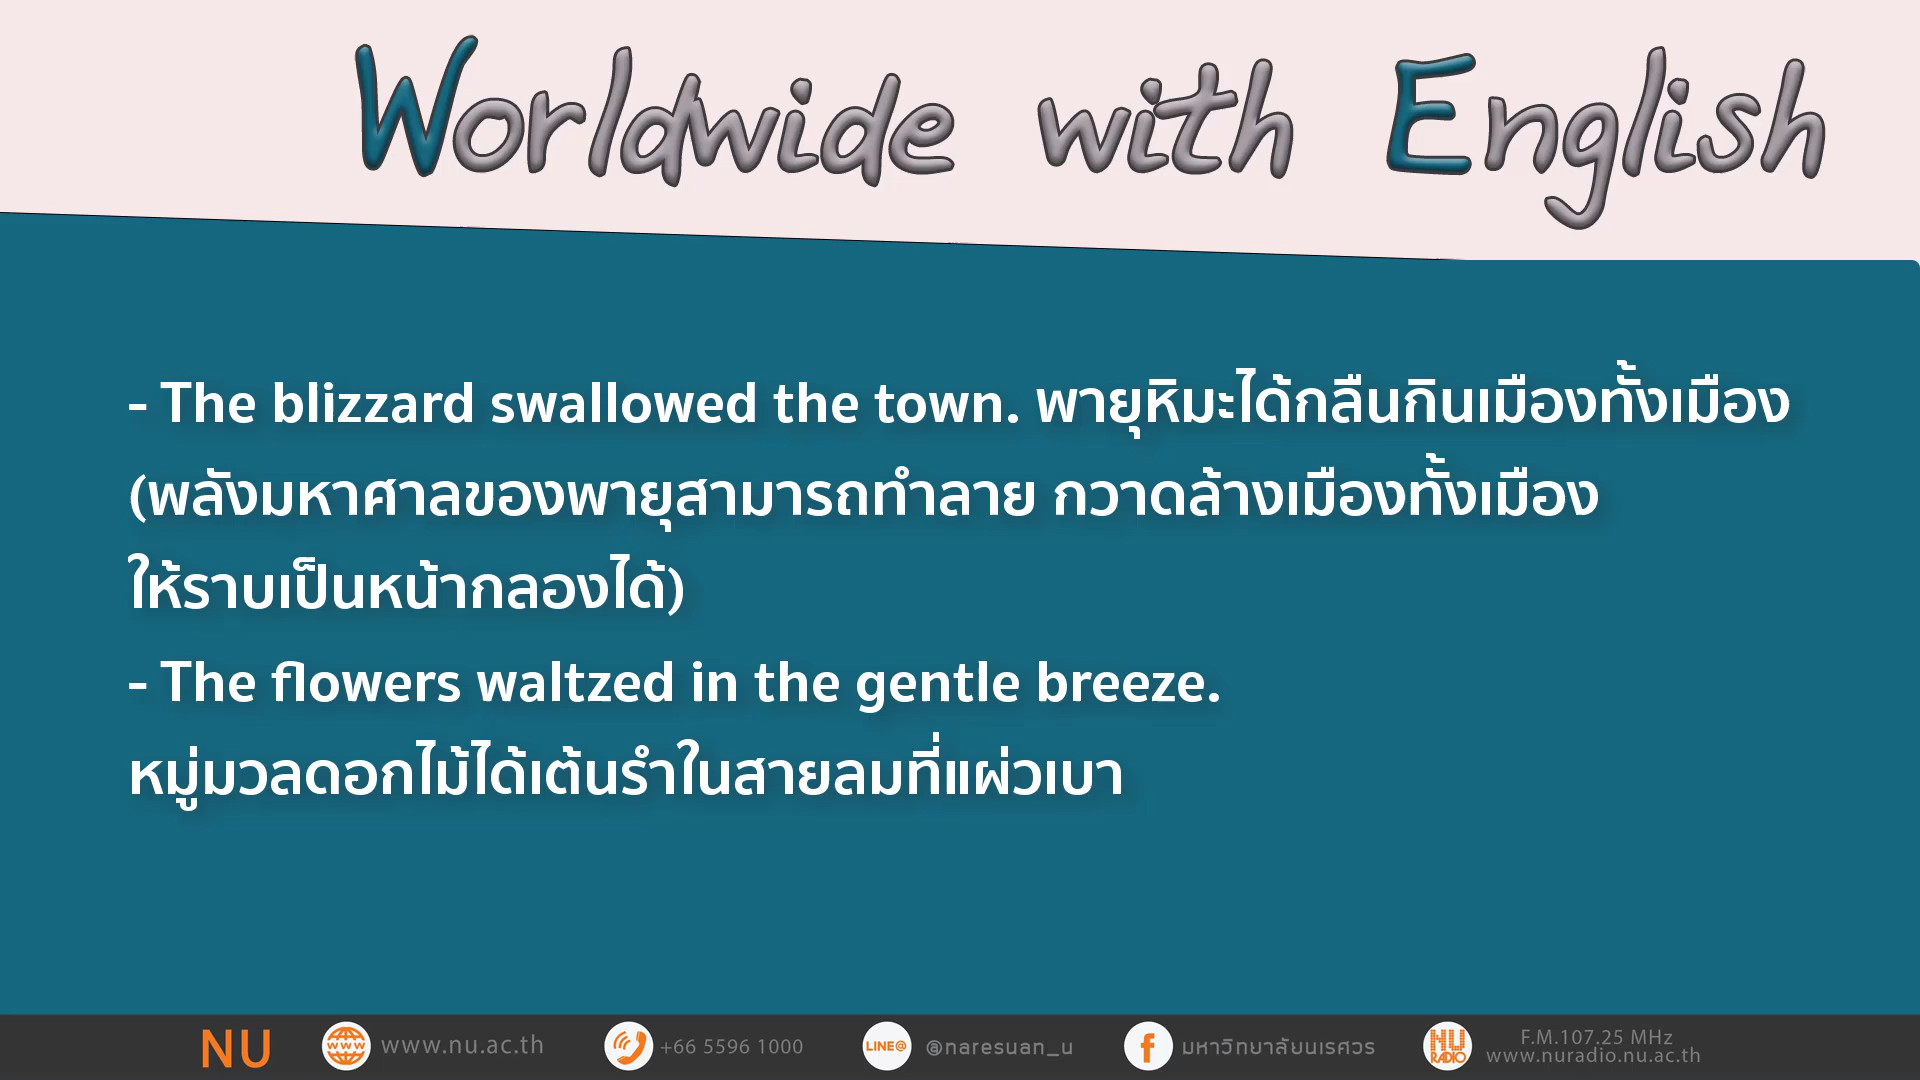 Worldwide with English
- The blizzard swallowed the town. พายุหิมะได้กลืนกินเมืองทั้งเมือง
(พลังมหาศาลของพายุสามารถทำลาย กวาดล้างเมืองทั้งเมือง
ให้ราบเป็นหน้ากลองได้)
- The flowers waltzed in the gentle breeze.
หมู่มวลดอกไม้ได้เต้นรำในสายลมที่แผ่วเบา
NU www www.nu.ac.th +66 5596 1000 LINE@ @naresuan_u f มหาวิทยาลัยนเรศวร NU RADIO F.M.107.25 MHz
www.nuradio.nu.ac.th